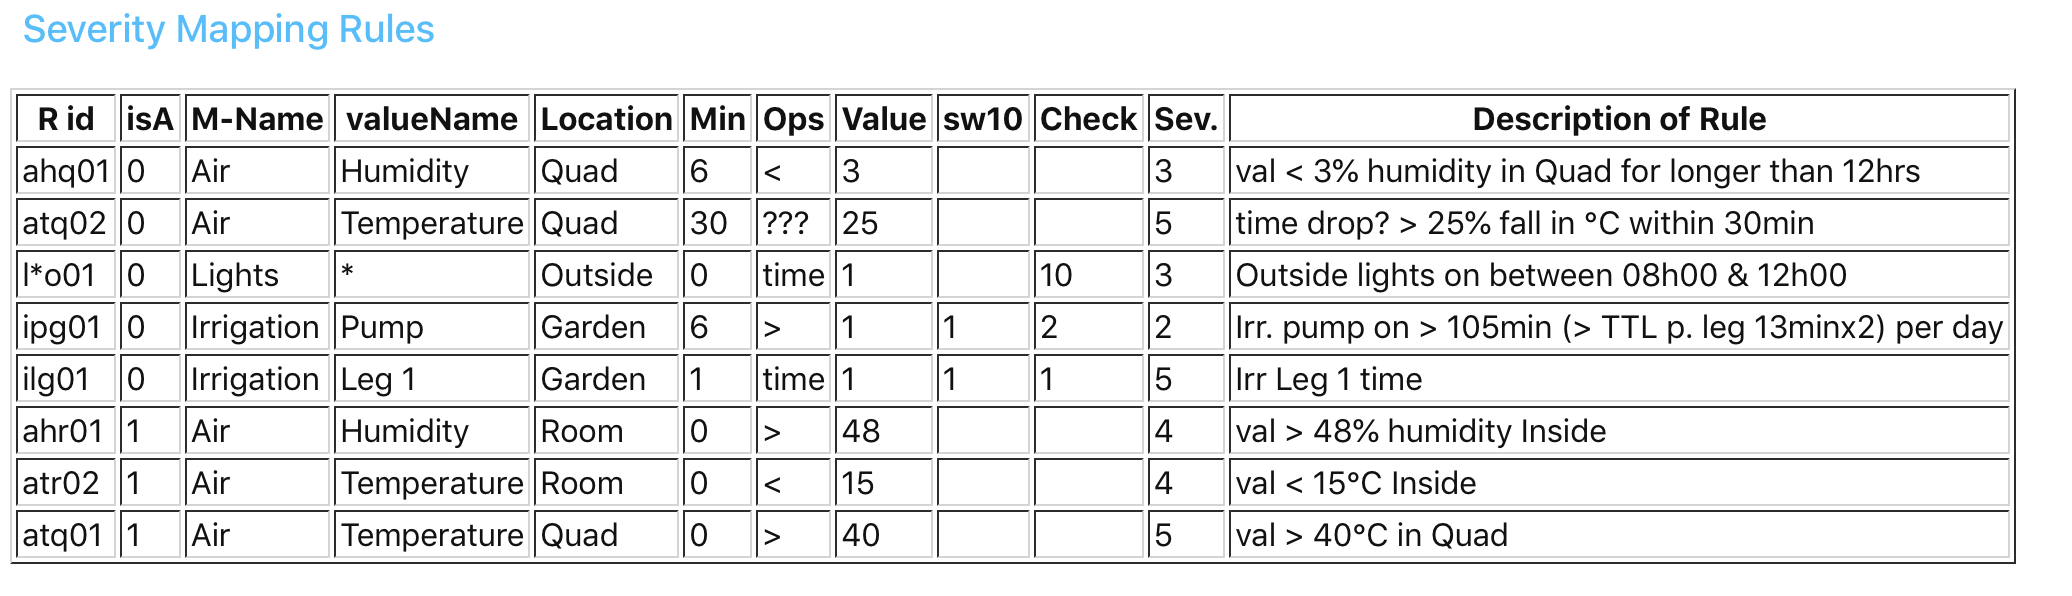 Severity Mapping Rules
R id isA M-Name valueName Location Min Ops Value sw10 Check Sev. Description of Rule
ahq01 0 Air Humidity Quad 6 < 3 3 val < 3% humidity in Quad for longer than 12hrs
atq02 0 Air Temperature Quad 30 ??? 25 5 time drop? > 25% fall in °C within 30min
l*o01 0 Lights * Outside 0 time 1 10 3 Outside lights on between 08h00 & 12h00
ipg01 0 Irrigation Pump Garden 6 > 1 1 2 2 Irr. pump on > 105min (> TTL p. leg 13minx2) per day
ilg01 0 Irrigation Leg 1 Garden 1 time 1 1 1 5 Irr Leg 1 time
ahr01 1 Air Humidity Room 0 > 48 4 val > 48% humidity Inside
atr02 1 Air Temperature Room 0 < 15 4 val < 15°C Inside
atq01 1 Air Temperature Quad 0 > 40 5 val > 40°C in Quad